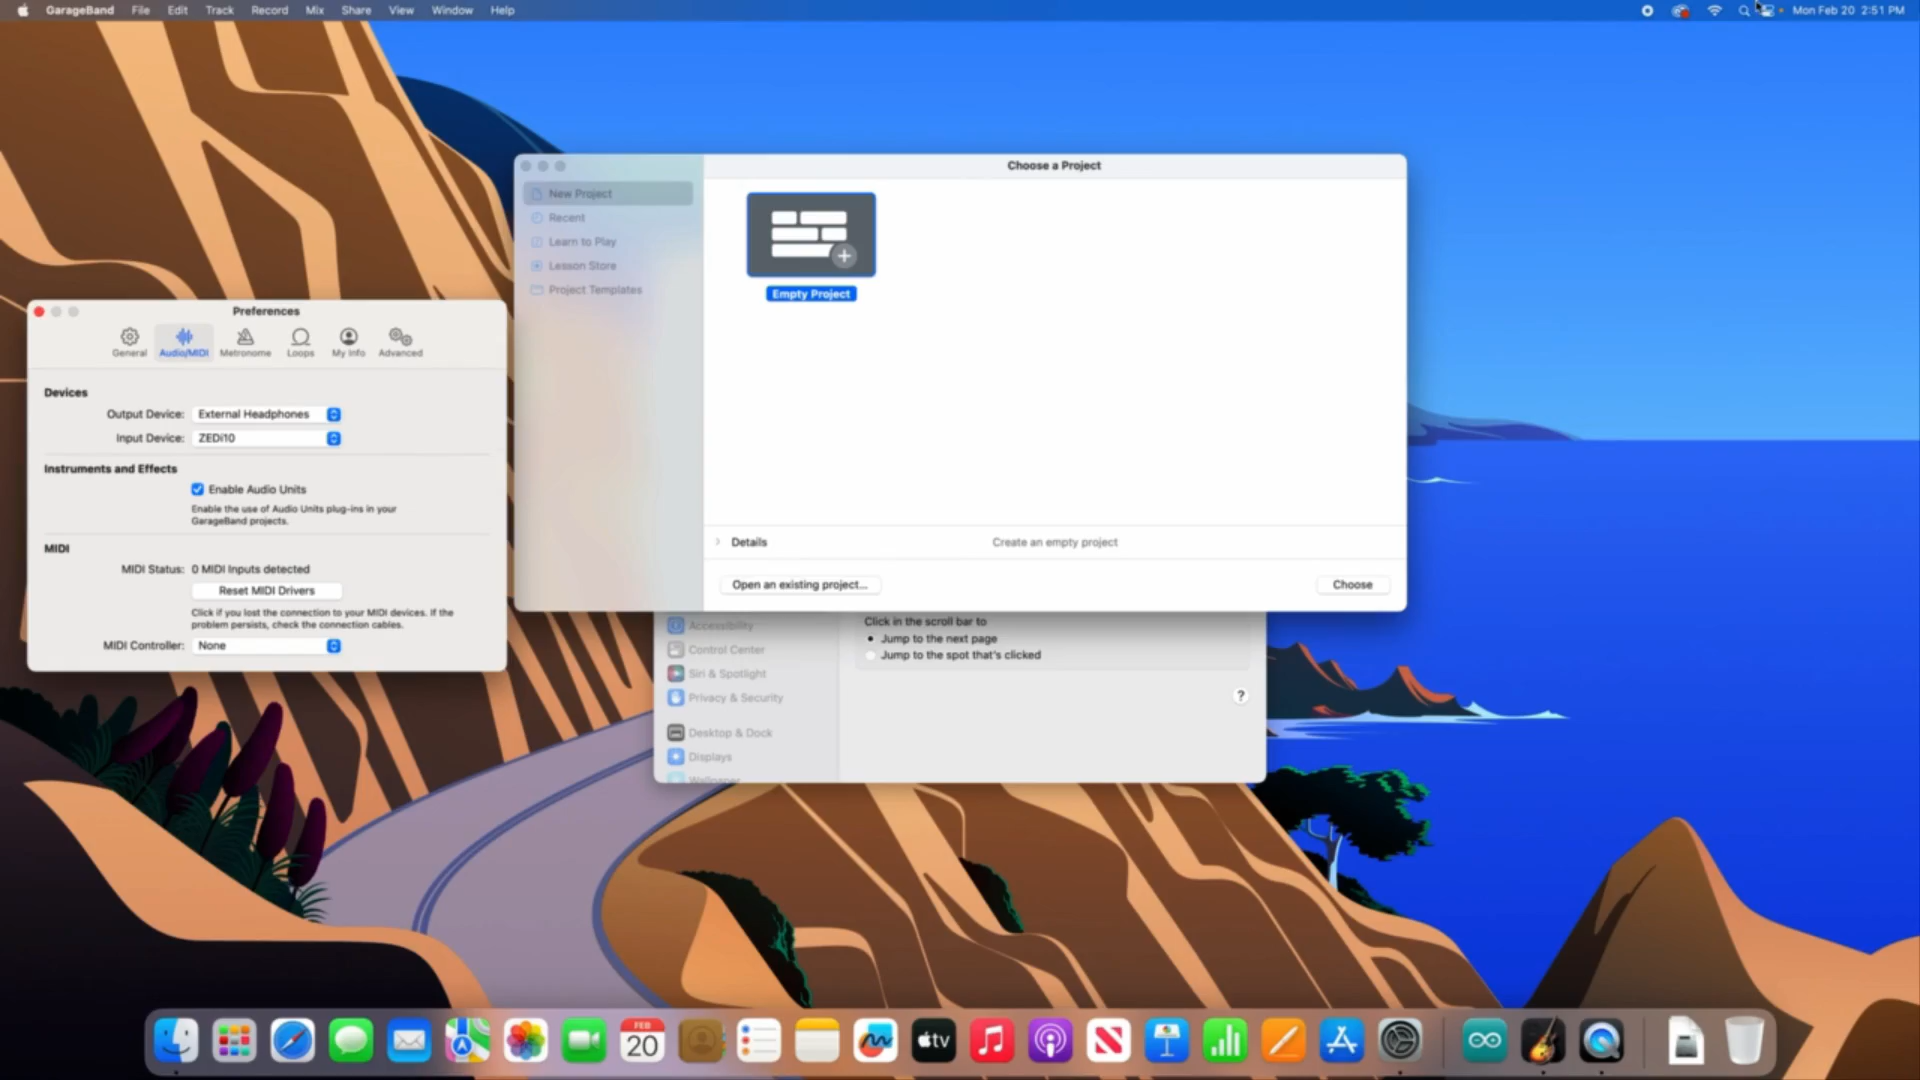 GarageBand File Edit Track Record Mix Share View Window Help
Mon Feb 20 2:51 PM
Choose a Project
New Project
Recent
Learn to Play
Lesson Store
Project Templates
Empty Project
Details
Create an empty project
Open an existing project...
Choose
Preferences
General Audio/MIDI Metronome Loops My Info Advanced
Devices
Output Device: External Headphones
Input Device: ZEDi10
Instruments and Effects
Enable Audio Units
Enable the use of Audio Units plug-ins in your
GarageBand projects.
MIDI
MIDI Status: 0 MIDI Inputs detected
Reset MIDI Drivers
Click if you lost the connection to your MIDI devices. If the
problem persists, check the connection cables.
MIDI Controller: None
Accessibility
Control Center
Siri & Spotlight
Privacy & Security
Desktop & Dock
Displays
Wallpaper
Click in the scroll bar to
Jump to the next page
Jump to the spot that's clicked
?
FEB
20
tv